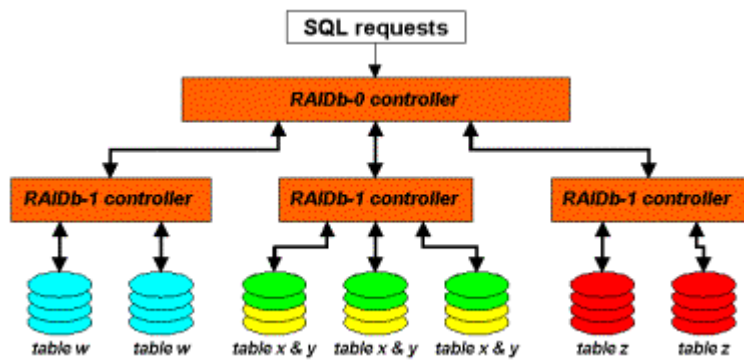 SQL requests
RAIDb-0 controller
RAIDb-1 controller
RAIDb-1 controller
RAIDb-1 controller
table w
table w
table x & y
table x & y
table x & y
table z
table z